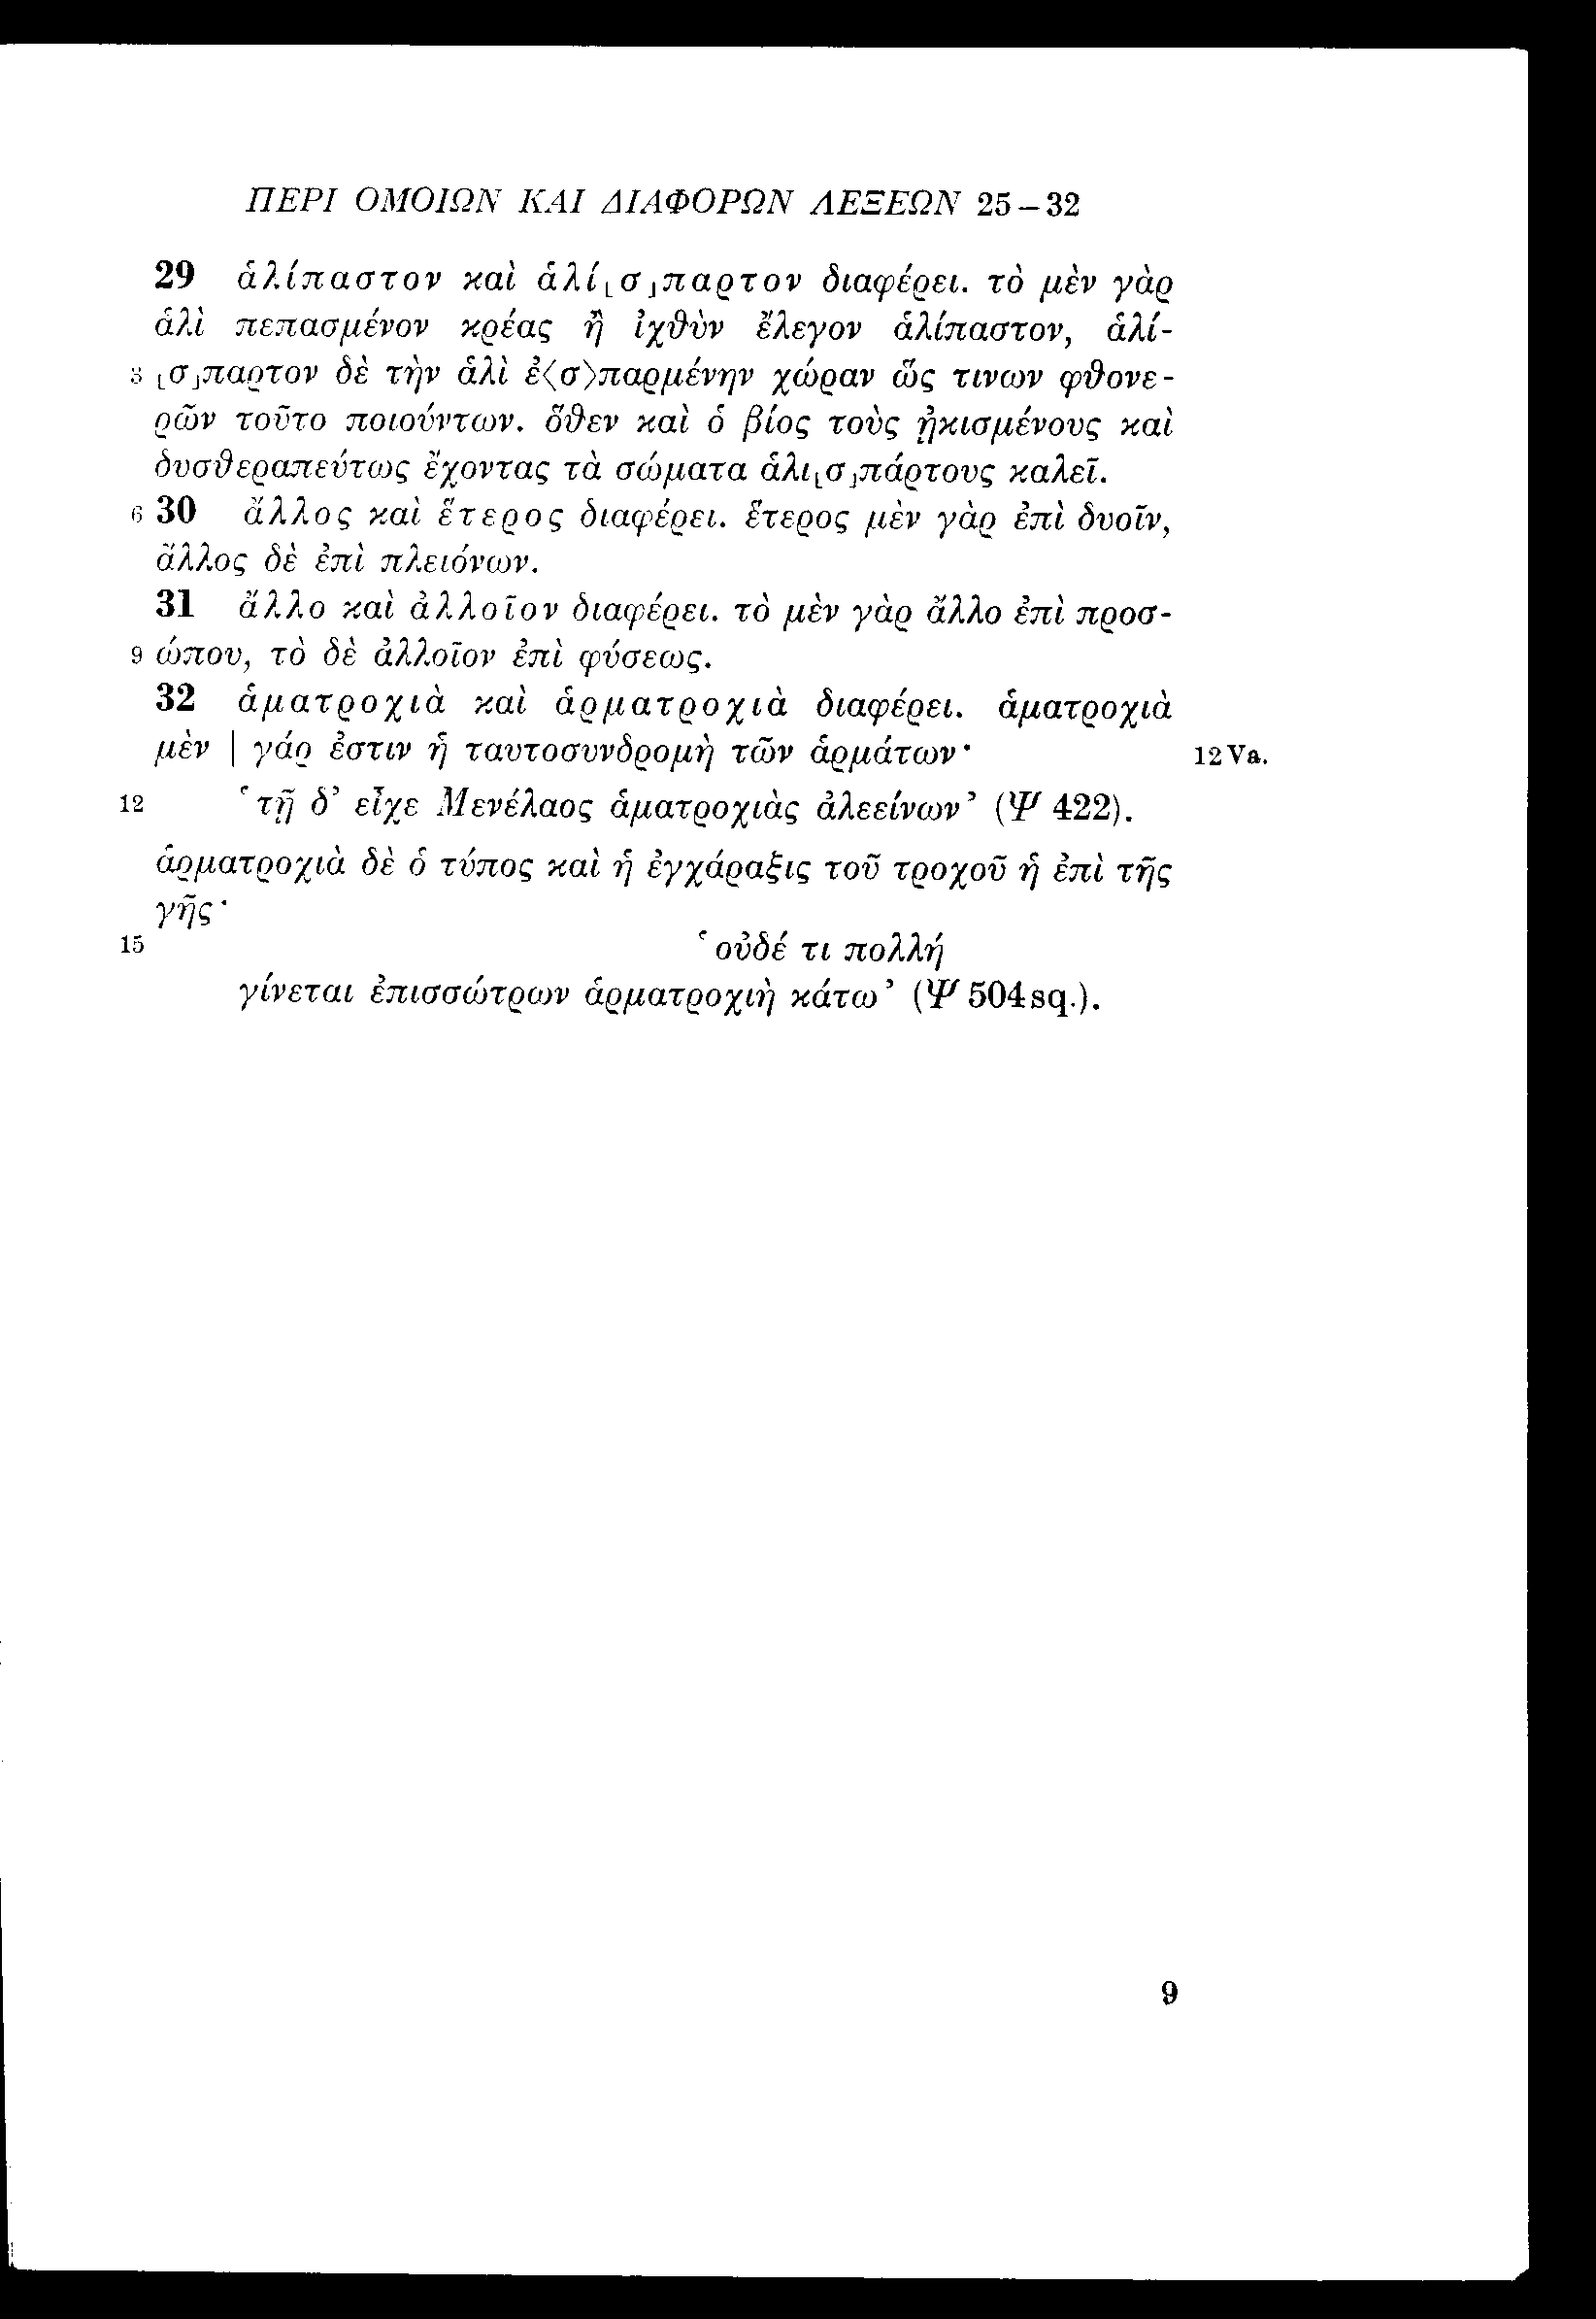 ΠΕΡΙ ΟΜΟΙΩΝ ΚΑΙ ΔΙΑΦΟΡΩΝ ΛΕΞΕΩΝ 25–32
29 ἁλίπαστον καὶ ἁλί⌊σ⌋παρτον διαφέρει. τὸ μὲν γὰρ
ἁλὶ πεπασμένον κρέας ἢ ἰχθὺν ἔλεγον ἁλίπαστον, ἁλί-
3 ⌊σ⌋παρτον δὲ τὴν ἁλὶ ἐ⟨σ⟩παρμένην χώραν ὥς τινων φθονε-
ρῶν τοῦτο ποιούντων. ὅθεν καὶ ὁ βίος τοὺς ᾐκισμένους καὶ
δυσθεραπεύτως ἔχοντας τὰ σώματα ἁλι⌊σ⌋πάρτους καλεῖ.
6 30 ἄλλος καὶ ἕτερος διαφέρει. ἕτερος μὲν γὰρ ἐπὶ δυοῖν,
ἄλλος δὲ ἐπὶ πλειόνων.
31 ἄλλο καὶ ἀλλοῖον διαφέρει. τὸ μὲν γὰρ ἄλλο ἐπὶ προσ-
9 ώπου, τὸ δὲ ἀλλοῖον ἐπὶ φύσεως.
32 ἁματροχιὰ καὶ ἁρματροχιὰ διαφέρει. ἁματροχιὰ
μὲν | γάρ ἐστιν ἡ ταυτοσυνδρομὴ τῶν ἁρμάτων· 12 Va.
12 ‘τῇ δ’ εἶχε Μενέλαος ἁματροχιὰς ἀλεείνων’ (Ψ 422).
ἁρματροχιὰ δὲ ὁ τύπος καὶ ἡ ἐγχάραξις τοῦ τροχοῦ ἡ ἐπὶ τῆς
γῆς·
15 ‘οὐδέ τι πολλή
γίνεται ἐπισσώτρων ἁρματροχιὴ κάτω’ (Ψ 504 sq.).
9